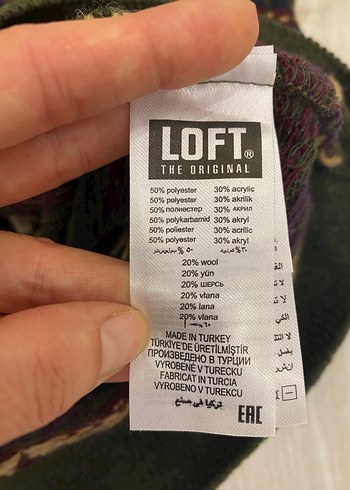 LOFT®
THE ORIGINAL
50% polyester 30% acrylic
50% polyester 30% akrilik
50% полиестер 30% АКРИЛ
50% polykarbamid 30% akryl
50% poliester 30% acrilic
50% polyester 30% akryl
20% wool
20% yün
20% ШЕРСЬ
20% vlana
20% lana
20% vlana
MADE IN TURKEY
TÜRKİYE'DE ÜRETİLMİŞTİR
ПРОИЗВЕДЕНО В ТУРЦИИ
VYROBENÉ V TURECKU
FABRICAT IN TURCIA
VYROBENO V TURECKU
تركيا في صنع
EAC